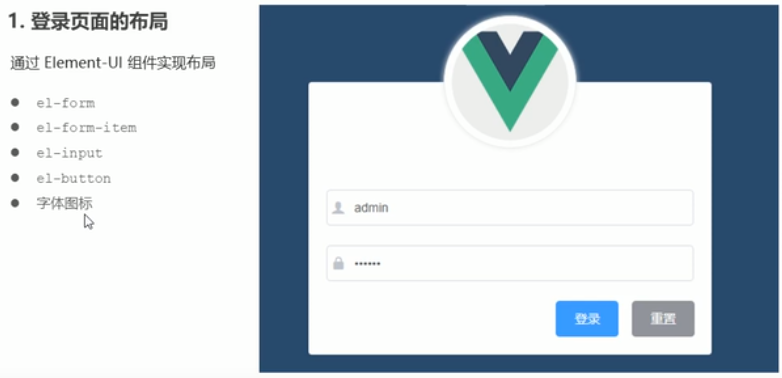 1. 登录页面的布局
通过 Element-UI 组件实现布局
● el-form
● el-form-item
● el-input
● el-button
● 字体图标
admin
••••••
登录
重置